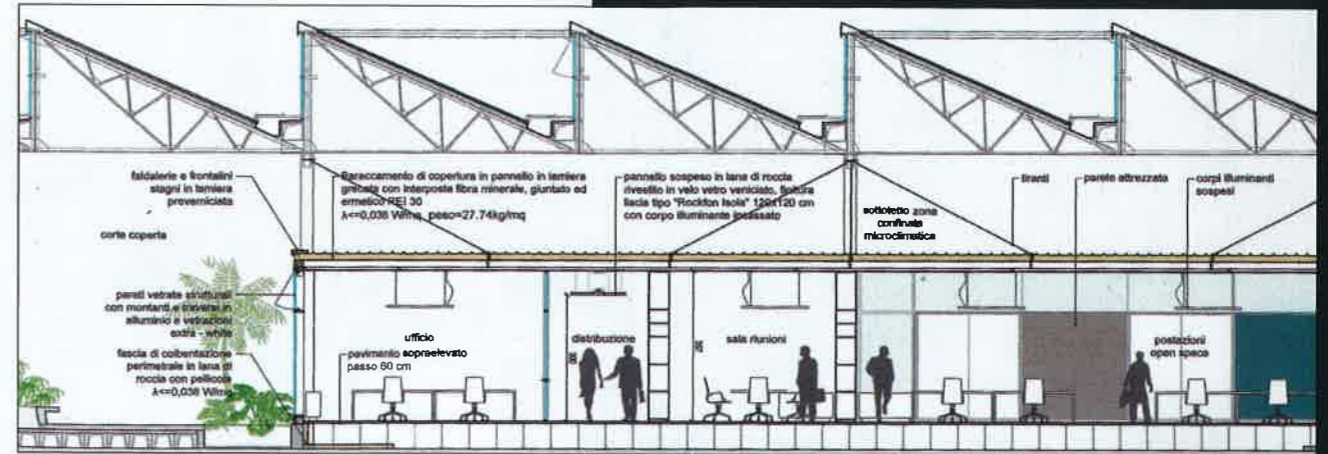 faldalerie e frontalini
stagni in lamiera
preverniciata
corte coperta
pareti vetrate strutturali
con montanti e traversi in
alluminio e vetrazioni
extra - white
fascia di coibentazione
perimetrale in lana di
roccia con pellicola
λ<=0,038 W/mq
Baraccamento di copertura in pannello in lamiera
grecata con interposta fibra minerale, giuntato ed
ermetico REI 30
λ<=0,036 W/mq, peso=27.74kg/mq
pannello sospeso in lana di roccia
rivestito in velo vetro verniciato, finitura
liscia tipo "Rockfon Isola" 120x120 cm
con corpo illuminante incassato
sottotetto zona
confinata
microclimatica
tiranti
parete attrezzata
corpi illuminanti
sospesi
ufficio
pavimento sopraelevato
passo 60 cm
distribuzione
sala riunioni
postazioni
open space